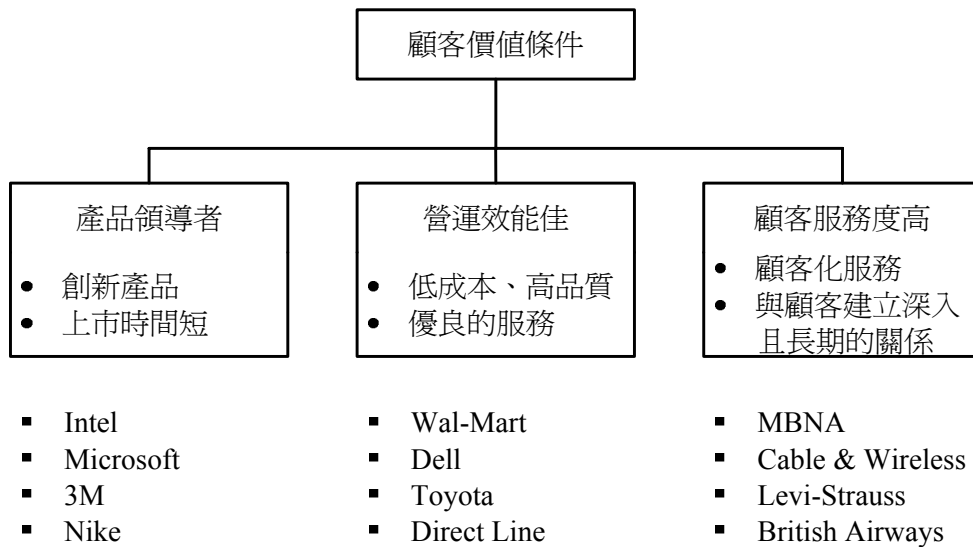 顧客價值條件
產品領導者
• 創新產品
• 上市時間短
營運效能佳
• 低成本、高品質
• 優良的服務
顧客服務度高
• 顧客化服務
• 與顧客建立深入
且長期的關係
▪ Intel
▪ Microsoft
▪ 3M
▪ Nike
▪ Wal-Mart
▪ Dell
▪ Toyota
▪ Direct Line
▪ MBNA
▪ Cable & Wireless
▪ Levi-Strauss
▪ British Airways